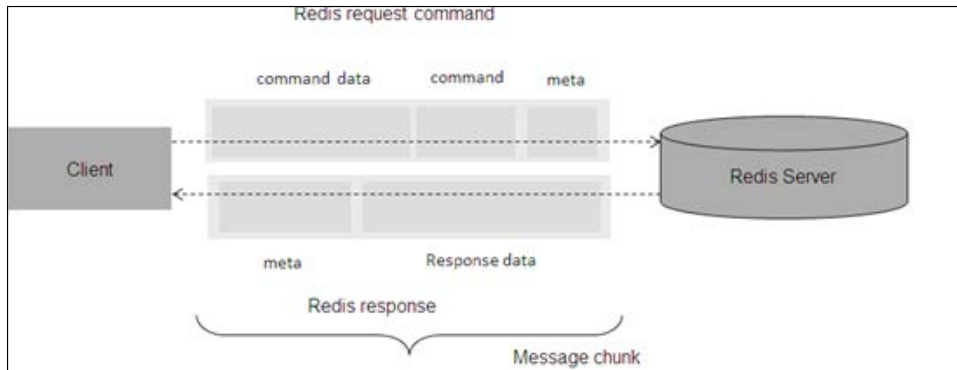 Redis request command
command data
command
meta
Client
Redis Server
meta
Response data
Redis response
Message chunk